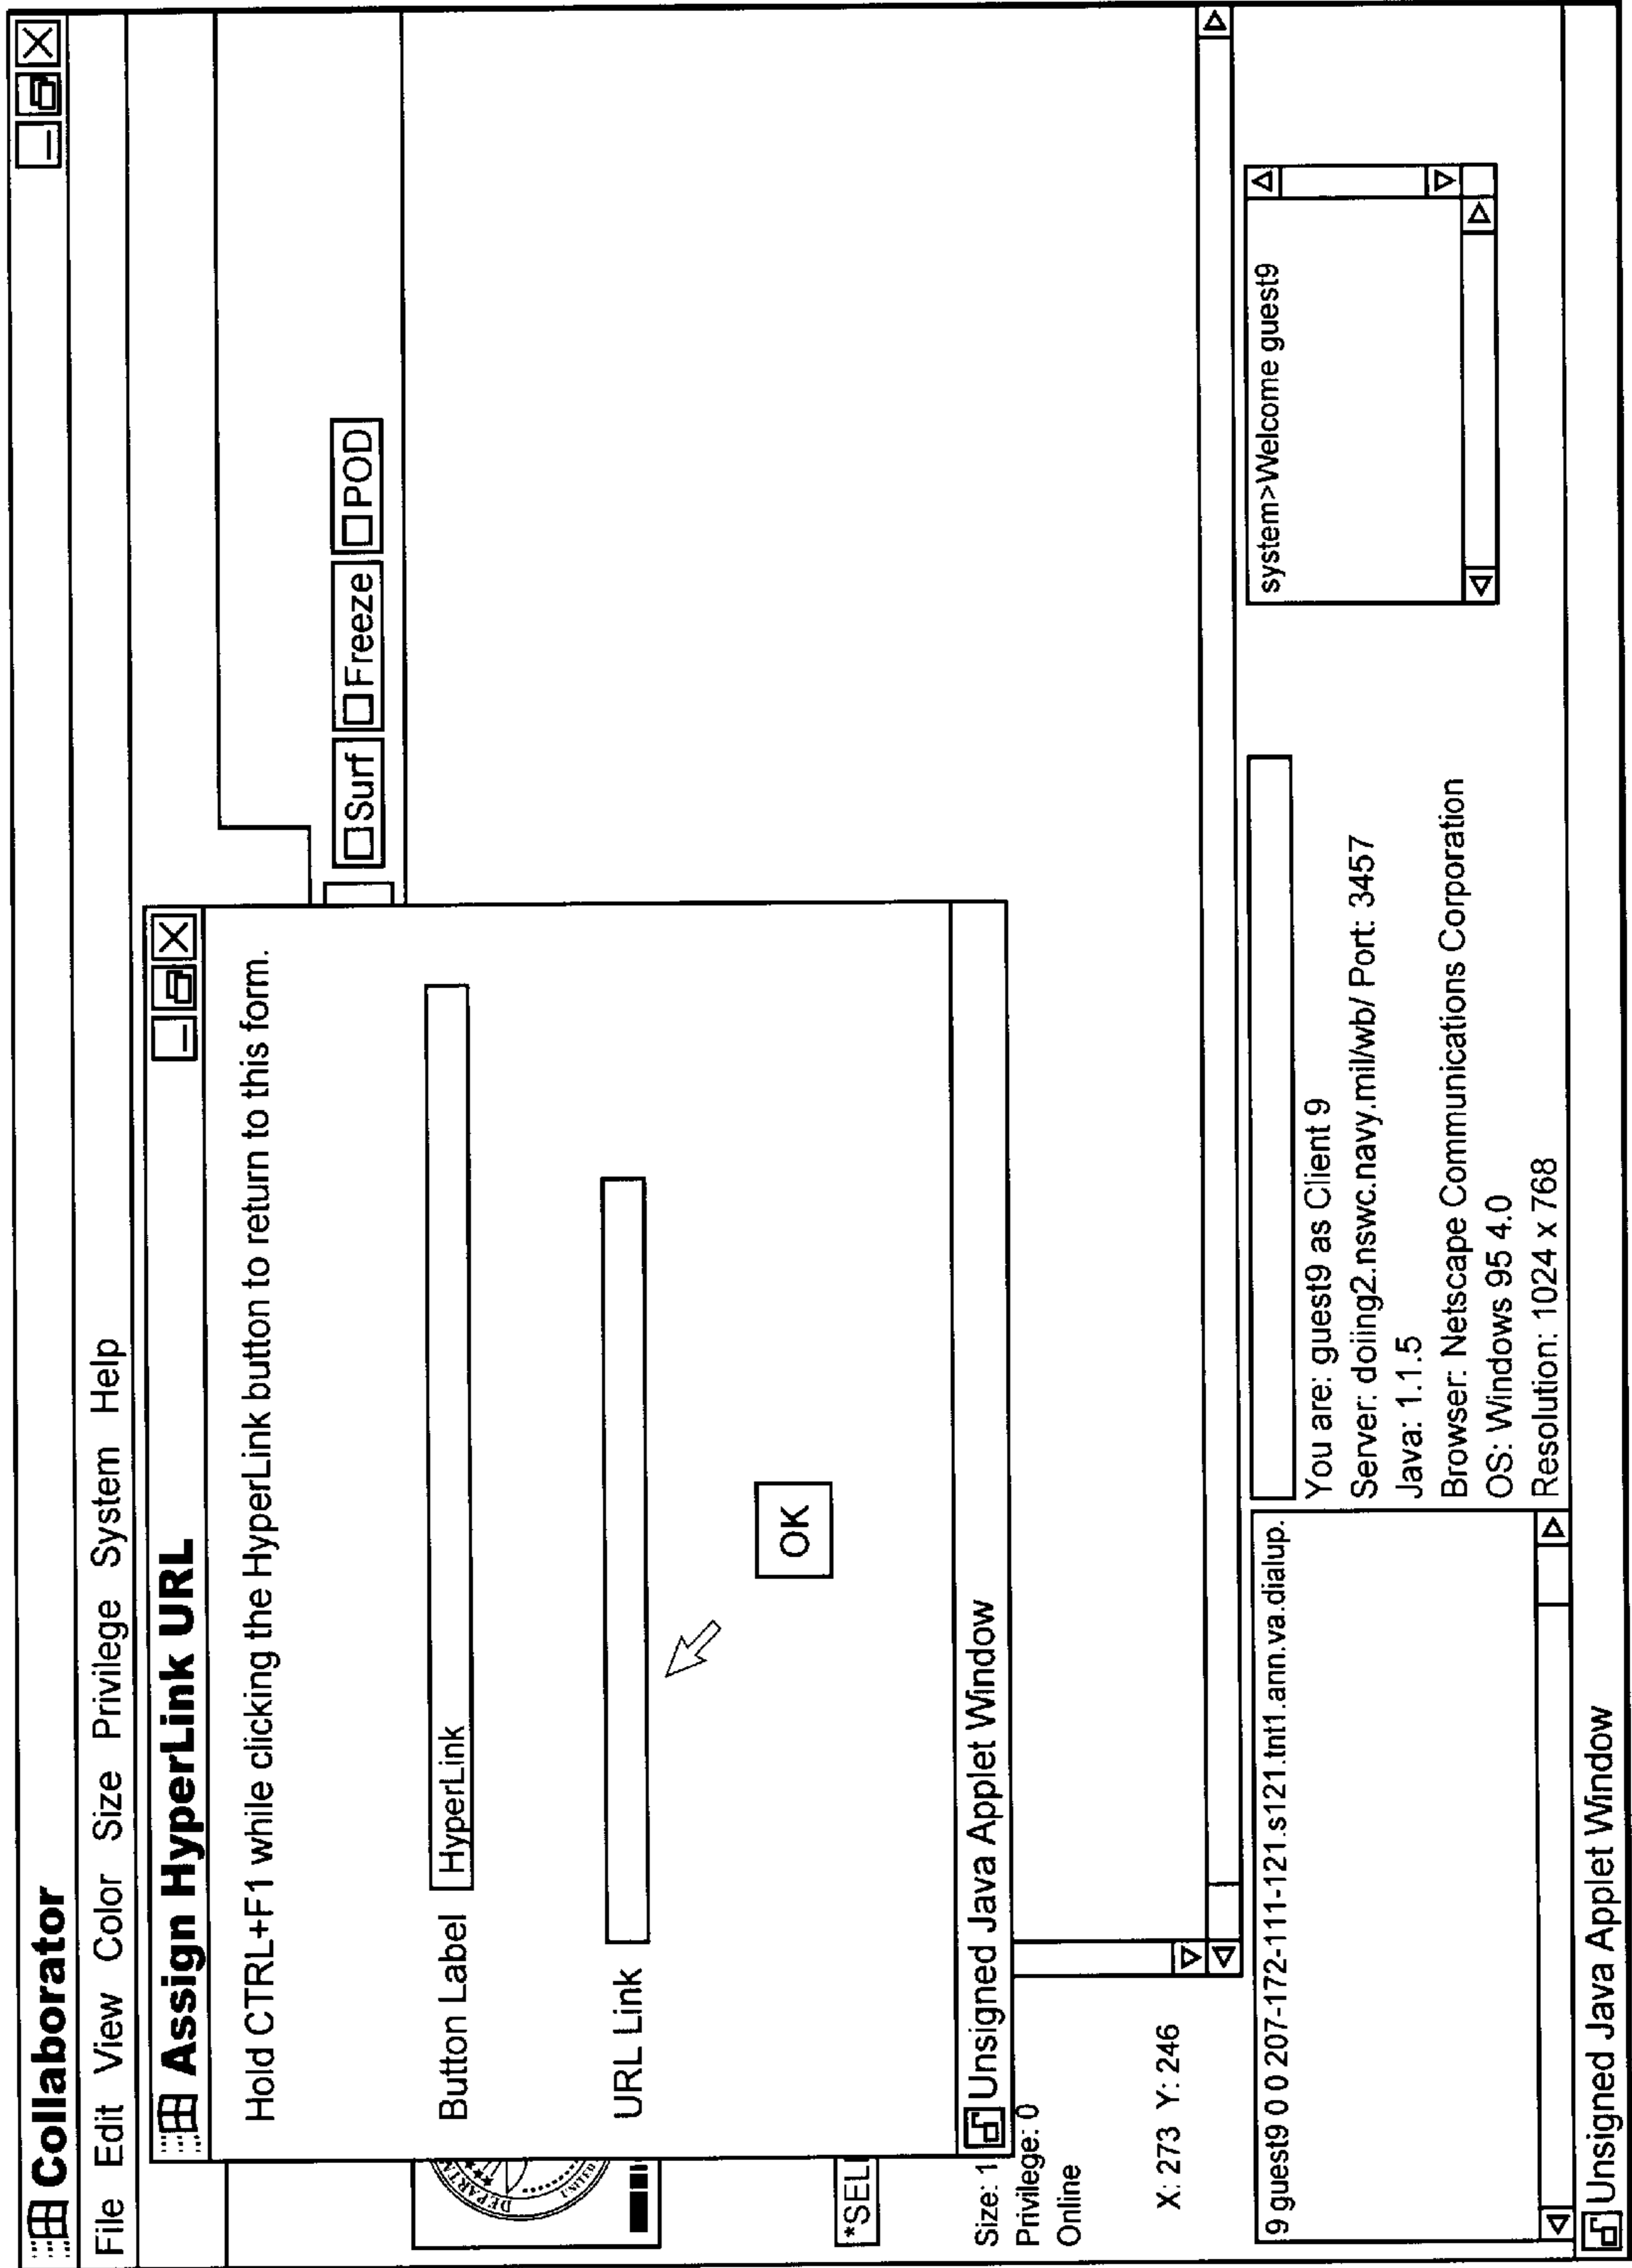 Collaborator
File Edit View Color Size Privilege System Help
Assign HyperLink URL
Hold CTRL+F1 while clicking the HyperLink button to return to this form.
Button Label HyperLink
URL Link
OK
Unsigned Java Applet Window
Surf Freeze POD
*SEL
Size: 1
Privilege: 0
Online
X: 273 Y: 246
9 guest9 0 0 207-172-111-121.s121.tnt1.ann.va.dialup.
You are: guest9 as Client 9
Server: doiing2.nswc.navy.mil/wb/ Port: 3457
Java: 1.1.5
Browser: Netscape Communications Corporation
OS: Windows 95 4.0
Resolution: 1024 x 768
system>Welcome guest9
Unsigned Java Applet Window